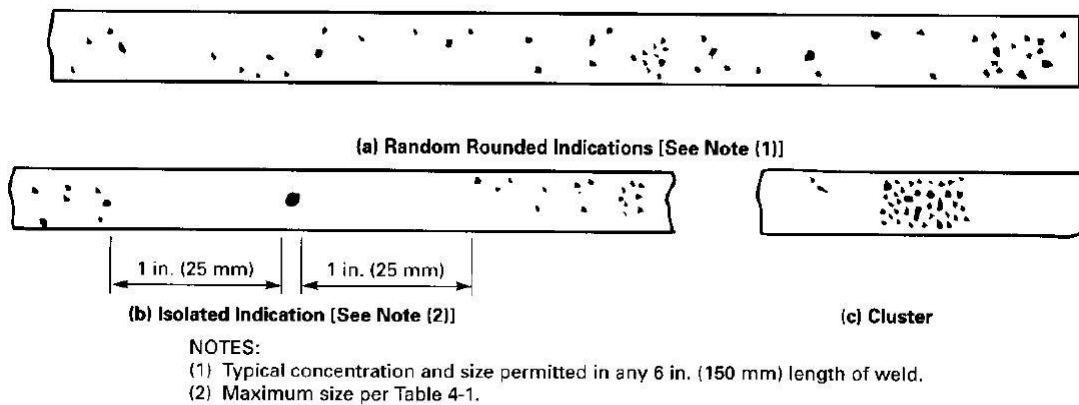 (a) Random Rounded Indications [See Note (1)]
1 in. (25 mm)
1 in. (25 mm)
(b) Isolated Indication [See Note (2)]
(c) Cluster
NOTES:
(1) Typical concentration and size permitted in any 6 in. (150 mm) length of weld.
(2) Maximum size per Table 4-1.